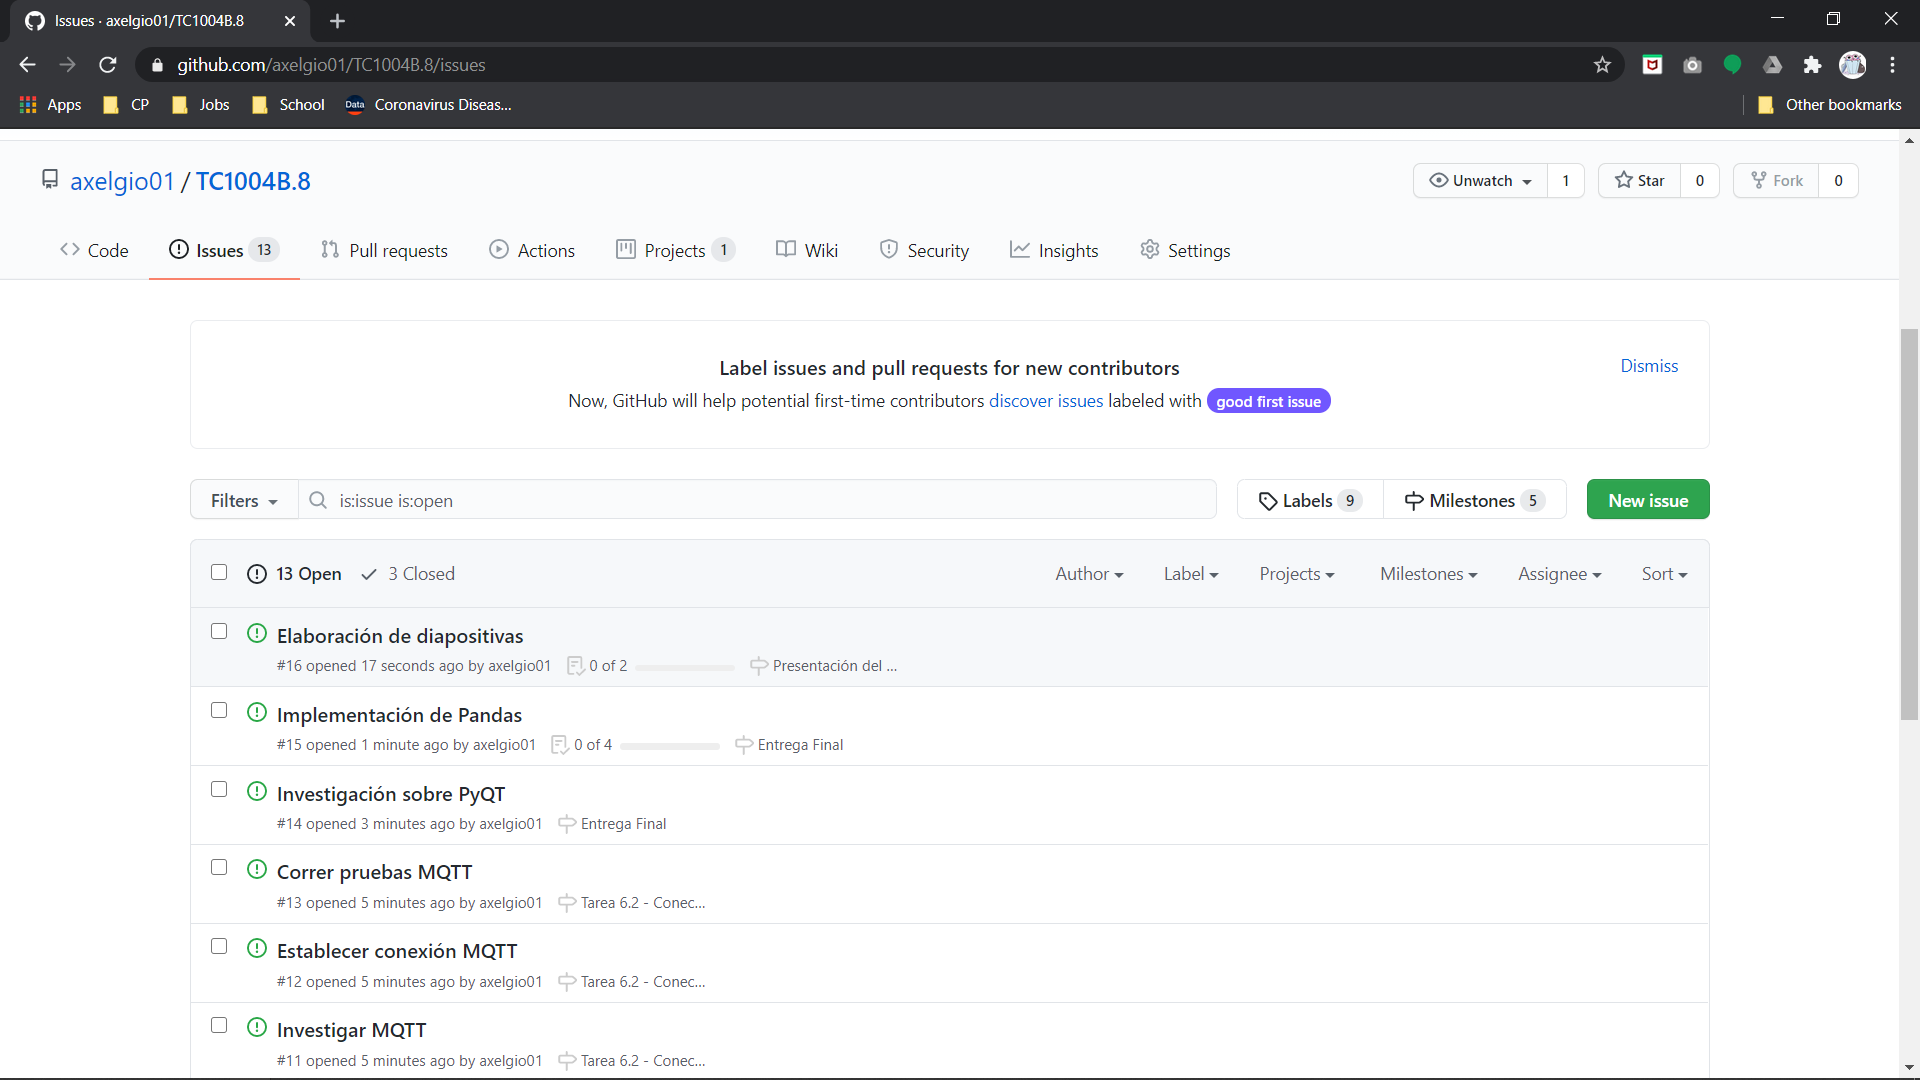 Issues · axelgio01/TC1004B.8
github.com/axelgio01/TC1004B.8/issues
Apps CP Jobs School Data Coronavirus Diseas... Other bookmarks
axelgio01 / TC1004B.8 Unwatch 1 Star 0 Fork 0
Code Issues 13 Pull requests Actions Projects 1 Wiki Security Insights Settings
Label issues and pull requests for new contributors
Dismiss
Now, GitHub will help potential first-time contributors discover issues labeled with good first issue
Filters is:issue is:open Labels 9 Milestones 5 New issue
13 Open 3 Closed Author Label Projects Milestones Assignee Sort
Elaboración de diapositivas
#16 opened 17 seconds ago by axelgio01 0 of 2 Presentación del ...
Implementación de Pandas
#15 opened 1 minute ago by axelgio01 0 of 4 Entrega Final
Investigación sobre PyQT
#14 opened 3 minutes ago by axelgio01 Entrega Final
Correr pruebas MQTT
#13 opened 5 minutes ago by axelgio01 Tarea 6.2 - Conec...
Establecer conexión MQTT
#12 opened 5 minutes ago by axelgio01 Tarea 6.2 - Conec...
Investigar MQTT
#11 opened 5 minutes ago by axelgio01 Tarea 6.2 - Conec...